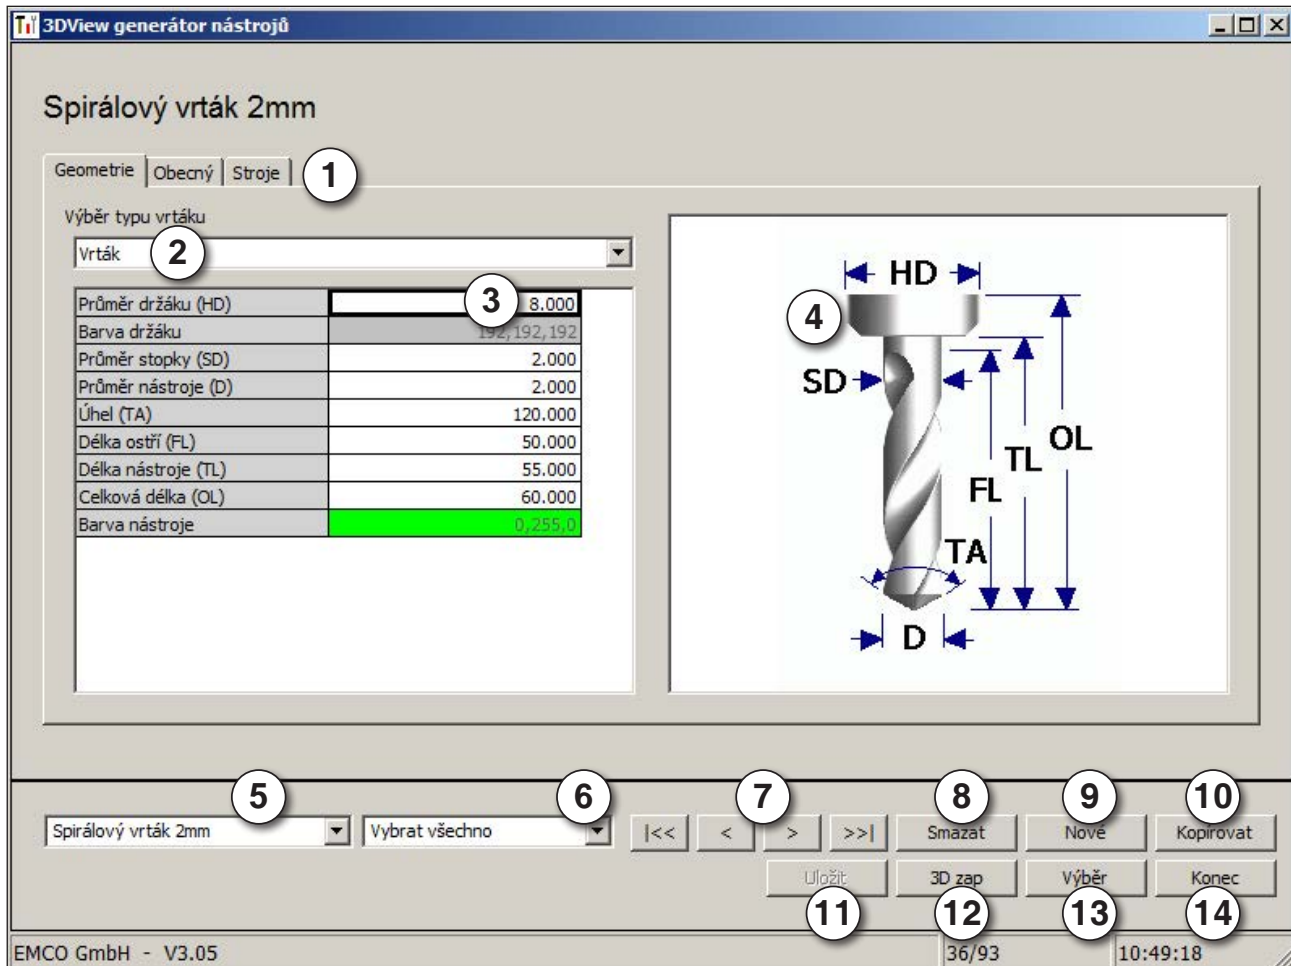 3DView generátor nástrojů
Spirálový vrták 2mm
Geometrie Obecný Stroje 1
Výběr typu vrtáku
Vrták 2
Průměr držáku (HD) 3 8.000
Barva držáku 192,192,192
Průměr stopky (SD) 2.000
Průměr nástroje (D) 2.000
Úhel (TA) 120.000
Délka ostří (FL) 50.000
Délka nástroje (TL) 55.000
Celková délka (OL) 60.000
Barva nástroje 0,255,0
HD
4
SD
OL
TL
FL
TA
D
5 6 7 8 9 10
Spirálový vrták 2mm Vybrat všechno |<< < > >>| Smazat Nové Kopírovat
Uložit 3D zap Výběr Konec
11 12 13 14
EMCO GmbH - V3.05 36/93 10:49:18